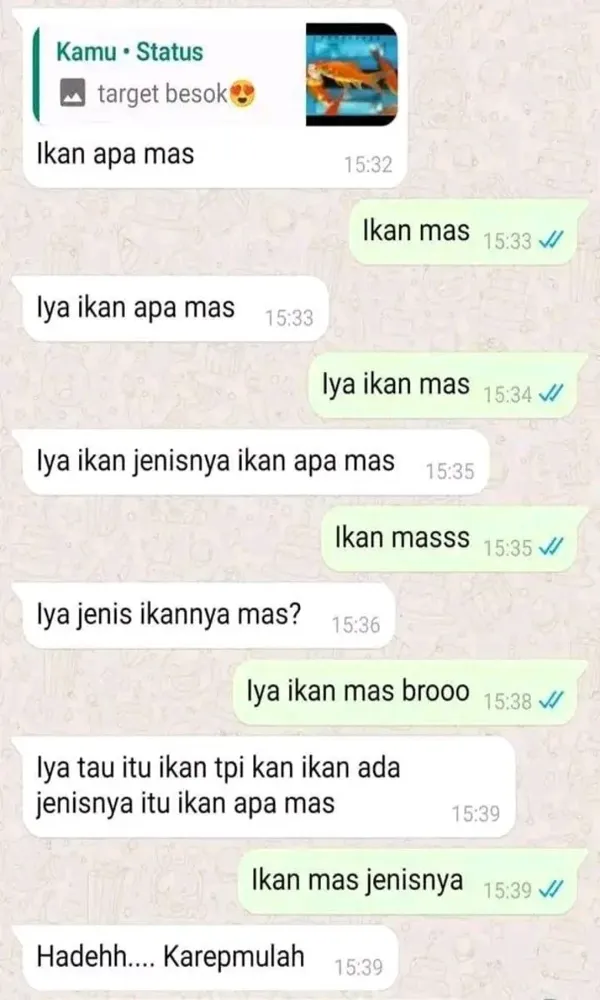 Kamu • Status
target besok😍
Ikan apa mas
15:32
Ikan mas
15:33
Iya ikan apa mas
15:33
Iya ikan mas
15:34
Iya ikan jenisnya ikan apa mas
15:35
Ikan masss
15:35
Iya jenis ikannya mas?
15:36
Iya ikan mas brooo
15:38
Iya tau itu ikan tpi kan ikan ada
jenisnya itu ikan apa mas
15:39
Ikan mas jenisnya
15:39
Hadehh.... Karepmulah
15:39